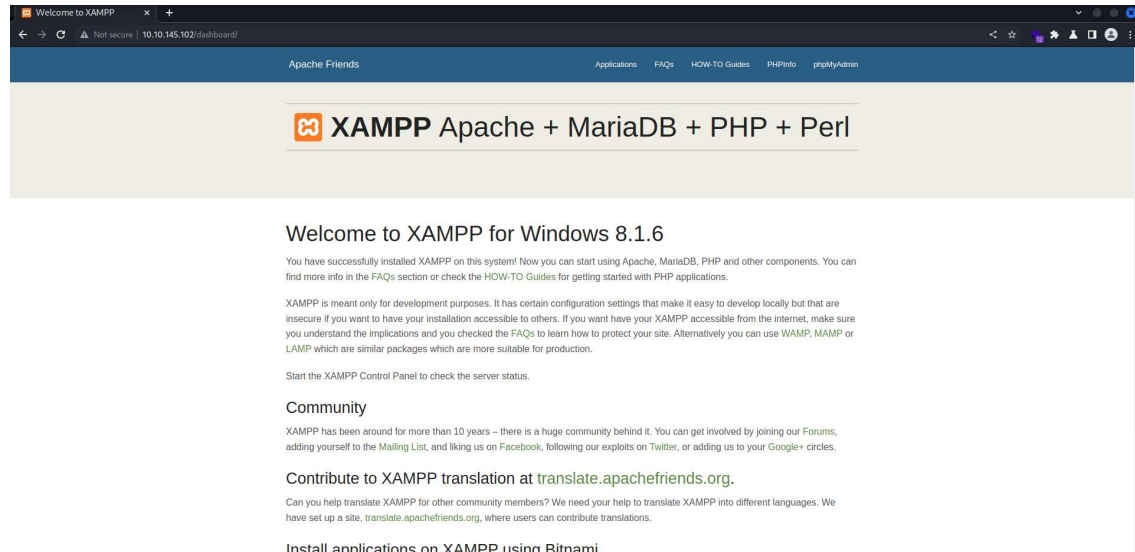 Welcome to XAMPP
Not secure | 10.10.145.102/dashboard/
12
Apache Friends
Applications FAQs HOW-TO Guides PHPInfo phpMyAdmin
XAMPP Apache + MariaDB + PHP + Perl
Welcome to XAMPP for Windows 8.1.6
You have successfully installed XAMPP on this system! Now you can start using Apache, MariaDB, PHP and other components. You can
find more info in the FAQs section or check the HOW-TO Guides for getting started with PHP applications.
XAMPP is meant only for development purposes. It has certain configuration settings that make it easy to develop locally but that are
insecure if you want to have your installation accessible to others. If you want have your XAMPP accessible from the internet, make sure
you understand the implications and you checked the FAQs to learn how to protect your site. Alternatively you can use WAMP, MAMP or
LAMP which are similar packages which are more suitable for production.
Start the XAMPP Control Panel to check the server status.
Community
XAMPP has been around for more than 10 years – there is a huge community behind it. You can get involved by joining our Forums,
adding yourself to the Mailing List, and liking us on Facebook, following our exploits on Twitter, or adding us to your Google+ circles.
Contribute to XAMPP translation at translate.apachefriends.org.
Can you help translate XAMPP for other community members? We need your help to translate XAMPP into different languages. We
have set up a site, translate.apachefriends.org, where users can contribute translations.
Install applications on XAMPP using Bitnami